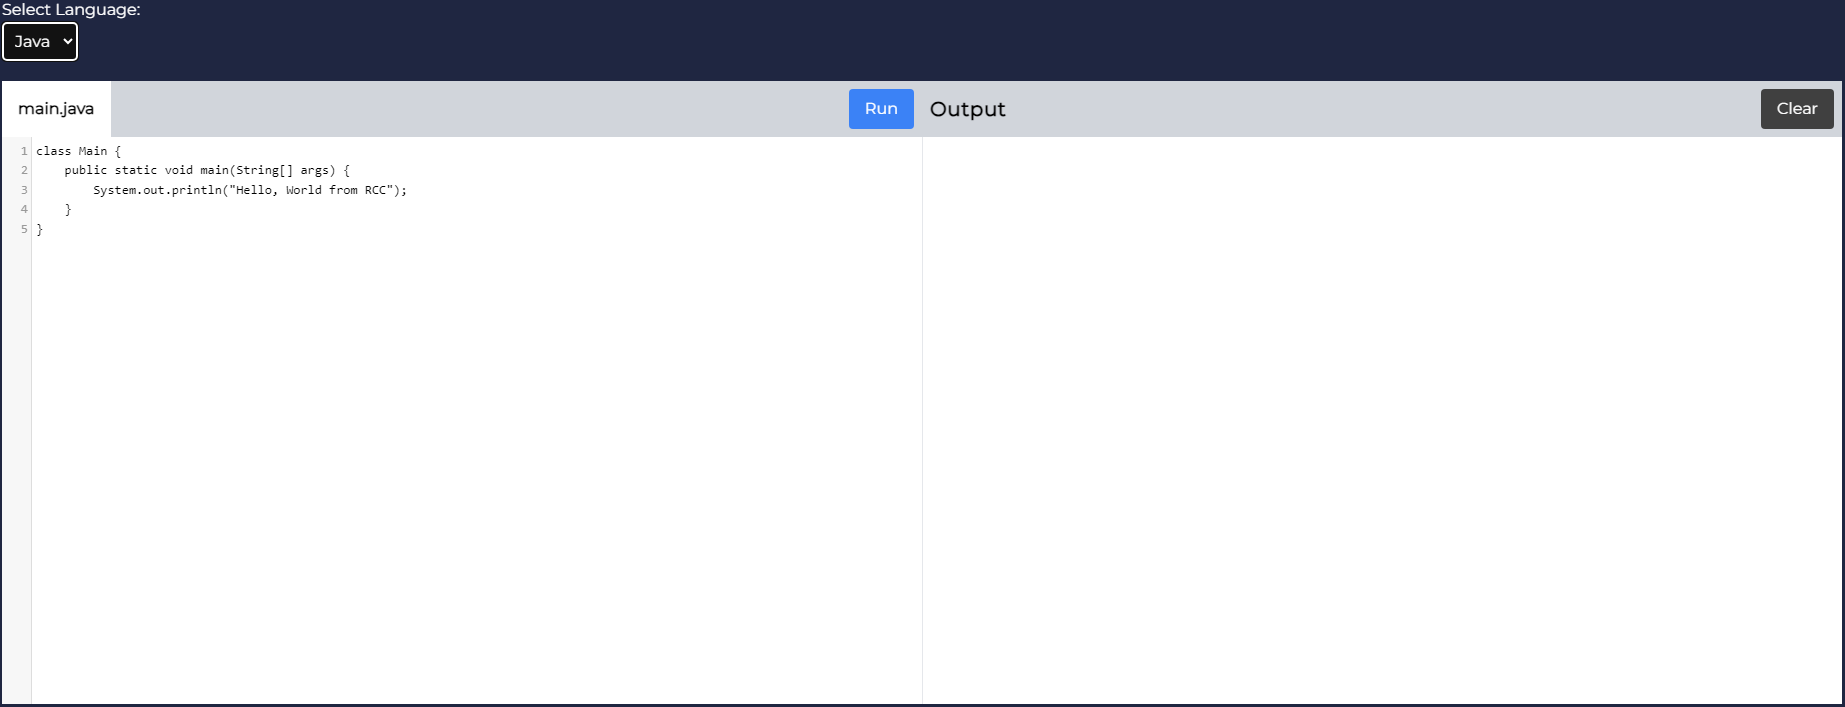 Select Language:
Java
main.java
Run
Output
Clear
1 class Main {
2     public static void main(String[] args) {
3         System.out.println("Hello, World from RCC");
4     }
5 }